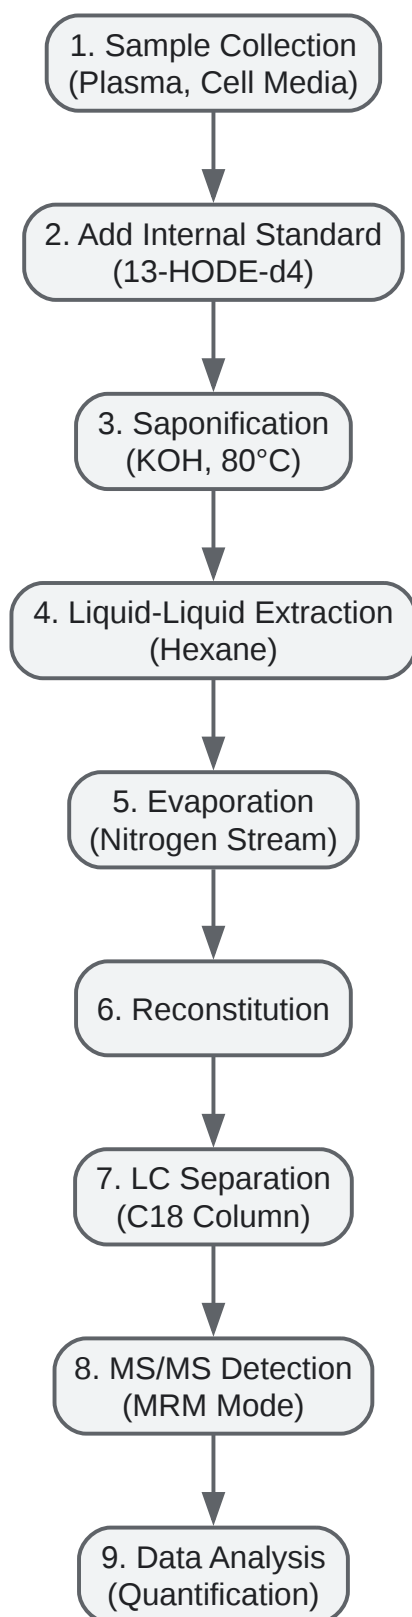 1. Sample Collection
(Plasma, Cell Media)
2. Add Internal Standard
(13-HODE-d4)
3. Saponification
(KOH, 80°C)
4. Liquid-Liquid Extraction
(Hexane)
5. Evaporation
(Nitrogen Stream)
6. Reconstitution
7. LC Separation
(C18 Column)
8. MS/MS Detection
(MRM Mode)
9. Data Analysis
(Quantification)